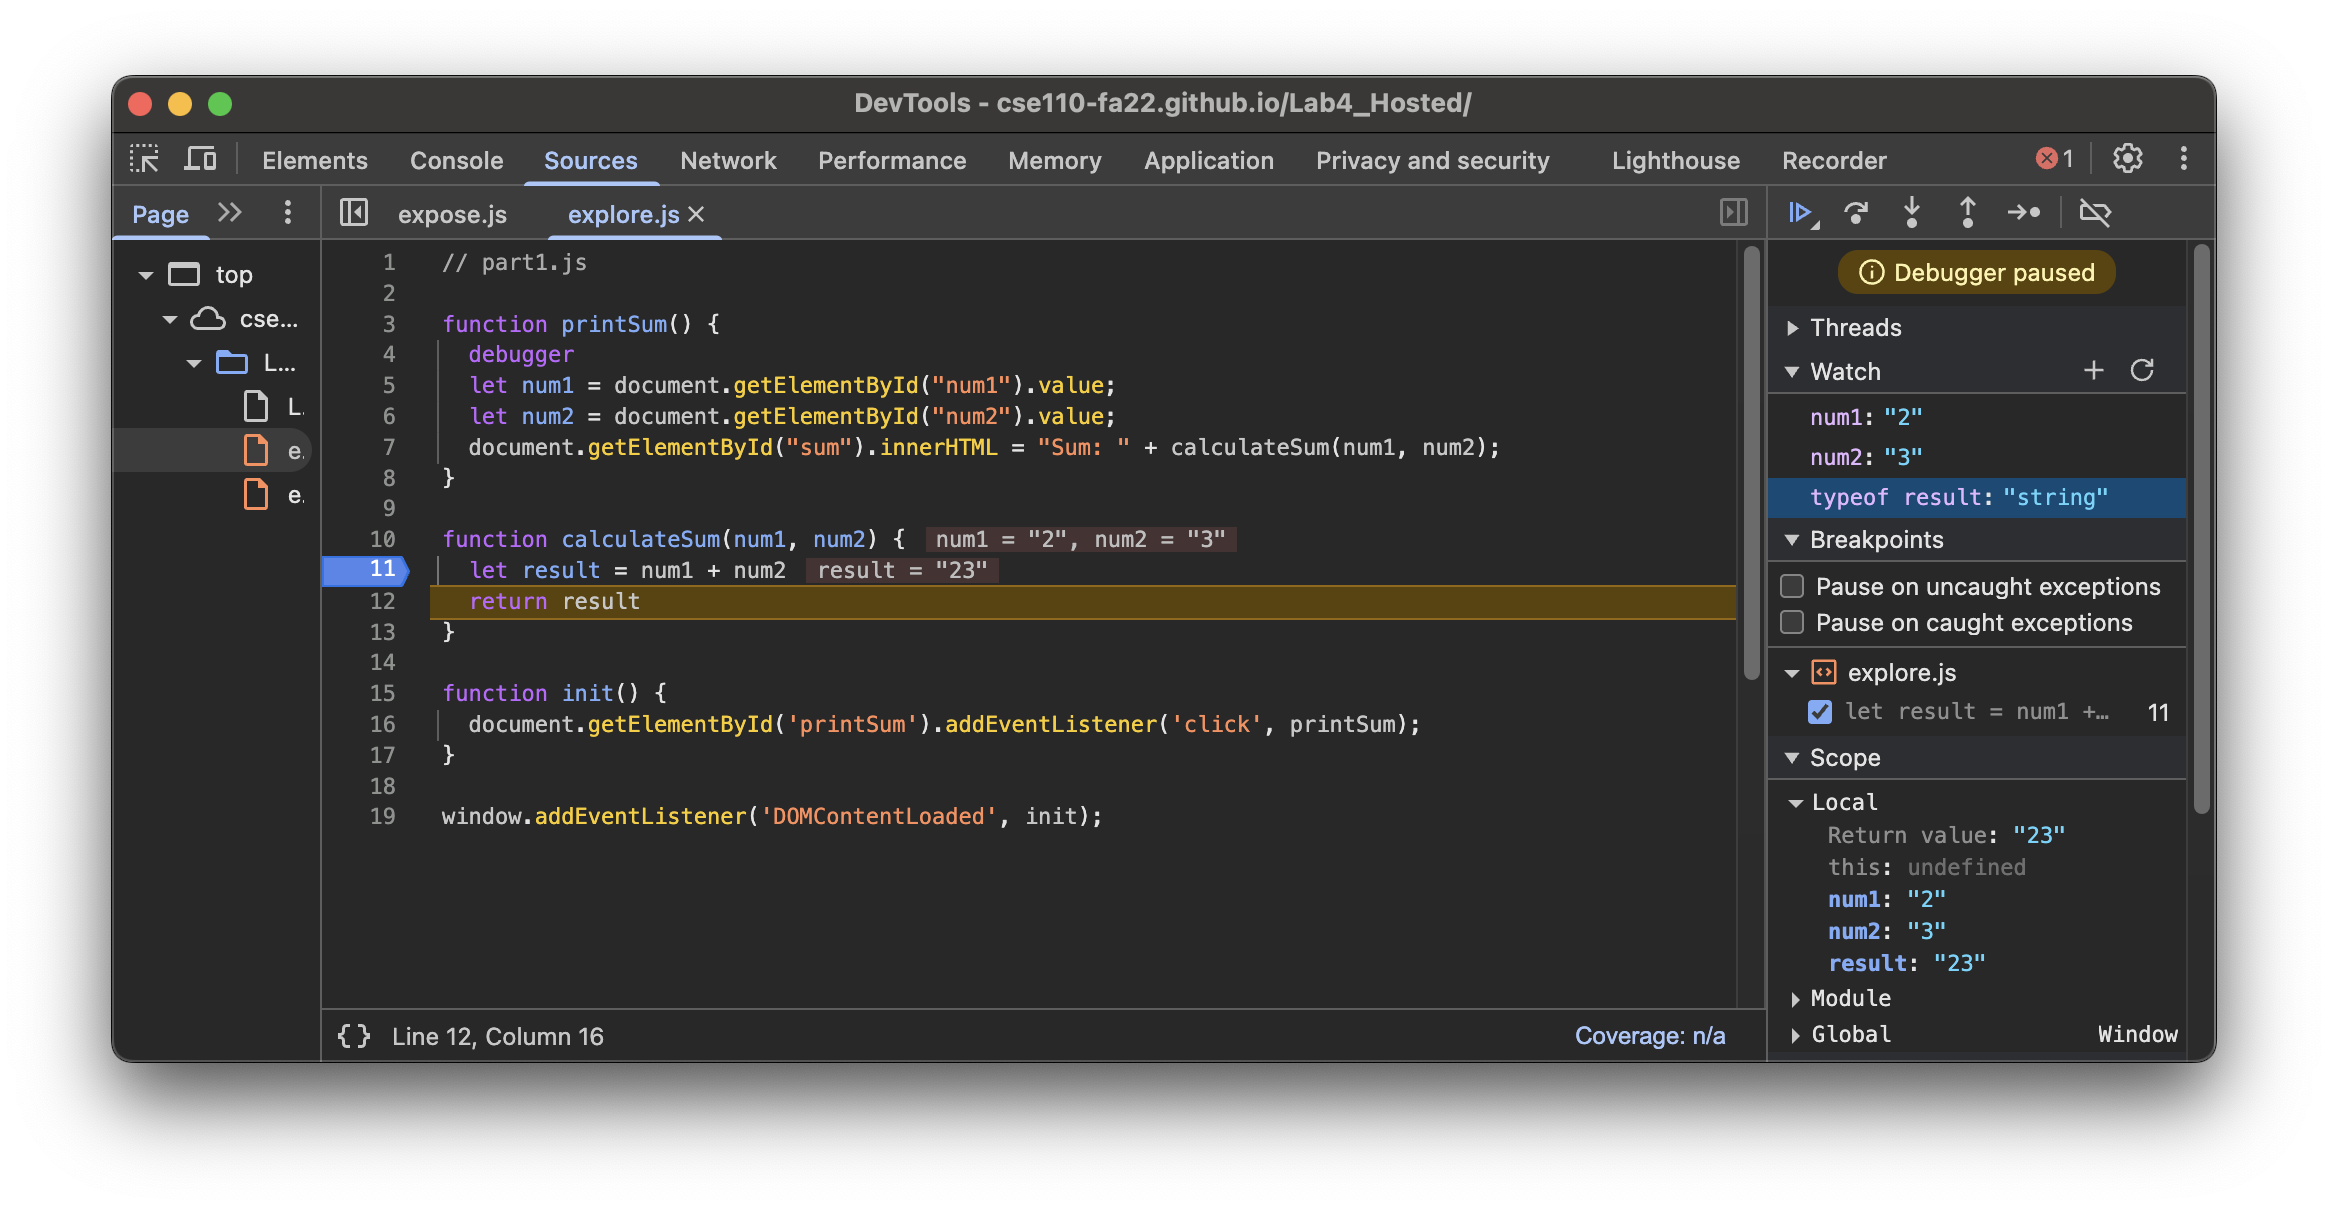 DevTools - cse110-fa22.github.io/Lab4_Hosted/
Elements Console Sources Network Performance Memory Application Privacy and security Lighthouse Recorder 1
Page
expose.js explore.js
top
cse...
L...
L.
e.
e.
1 // part1.js
2
3 function printSum() {
4 debugger
5 let num1 = document.getElementById("num1").value;
6 let num2 = document.getElementById("num2").value;
7 document.getElementById("sum").innerHTML = "Sum: " + calculateSum(num1, num2);
8 }
9
10 function calculateSum(num1, num2) { num1 = "2", num2 = "3"
11 let result = num1 + num2 result = "23"
12 return result
13 }
14
15 function init() {
16 document.getElementById('printSum').addEventListener('click', printSum);
17 }
18
19 window.addEventListener('DOMContentLoaded', init);
{} Line 12, Column 16
Coverage: n/a
Debugger paused
Threads
Watch
num1: "2"
num2: "3"
typeof result: "string"
Breakpoints
Pause on uncaught exceptions
Pause on caught exceptions
explore.js
let result = num1 +... 11
Scope
Local
Return value: "23"
this: undefined
num1: "2"
num2: "3"
result: "23"
Module
Global Window